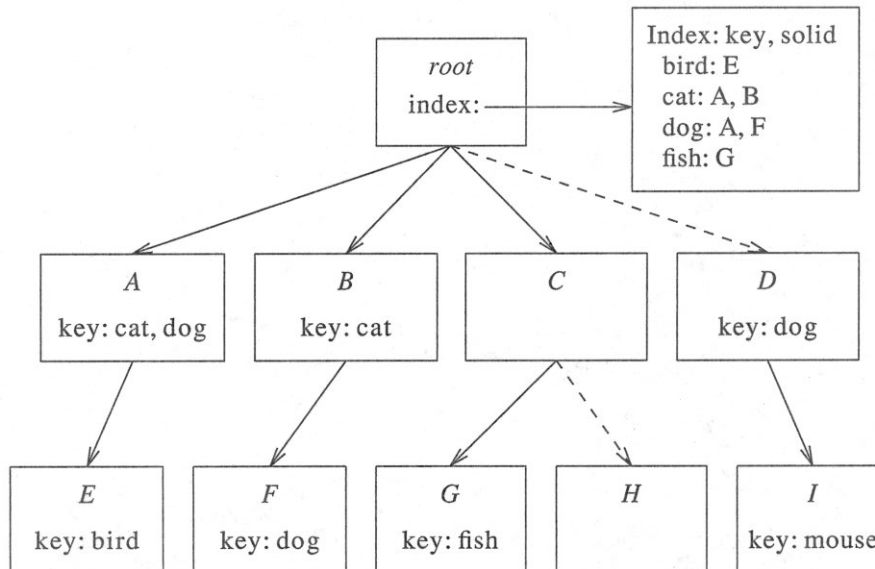 root
index:
Index: key, solid
bird: E
cat: A, B
dog: A, F
fish: G
A
key: cat, dog
B
key: cat
C
D
key: dog
E
key: bird
F
key: dog
G
key: fish
H
I
key: mouse